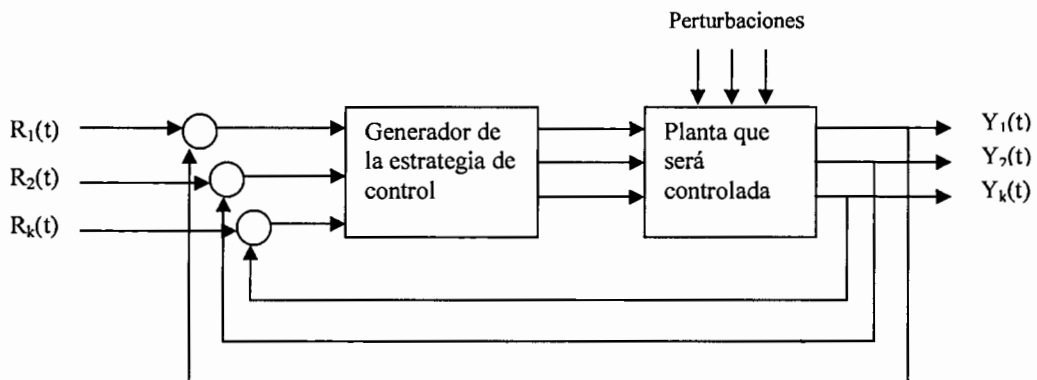 Perturbaciones
R₁(t)
R₂(t)
Rₖ(t)
Generador de
la estrategia de
control
Planta que
será
controlada
Y₁(t)
Y₂(t)
Yₖ(t)